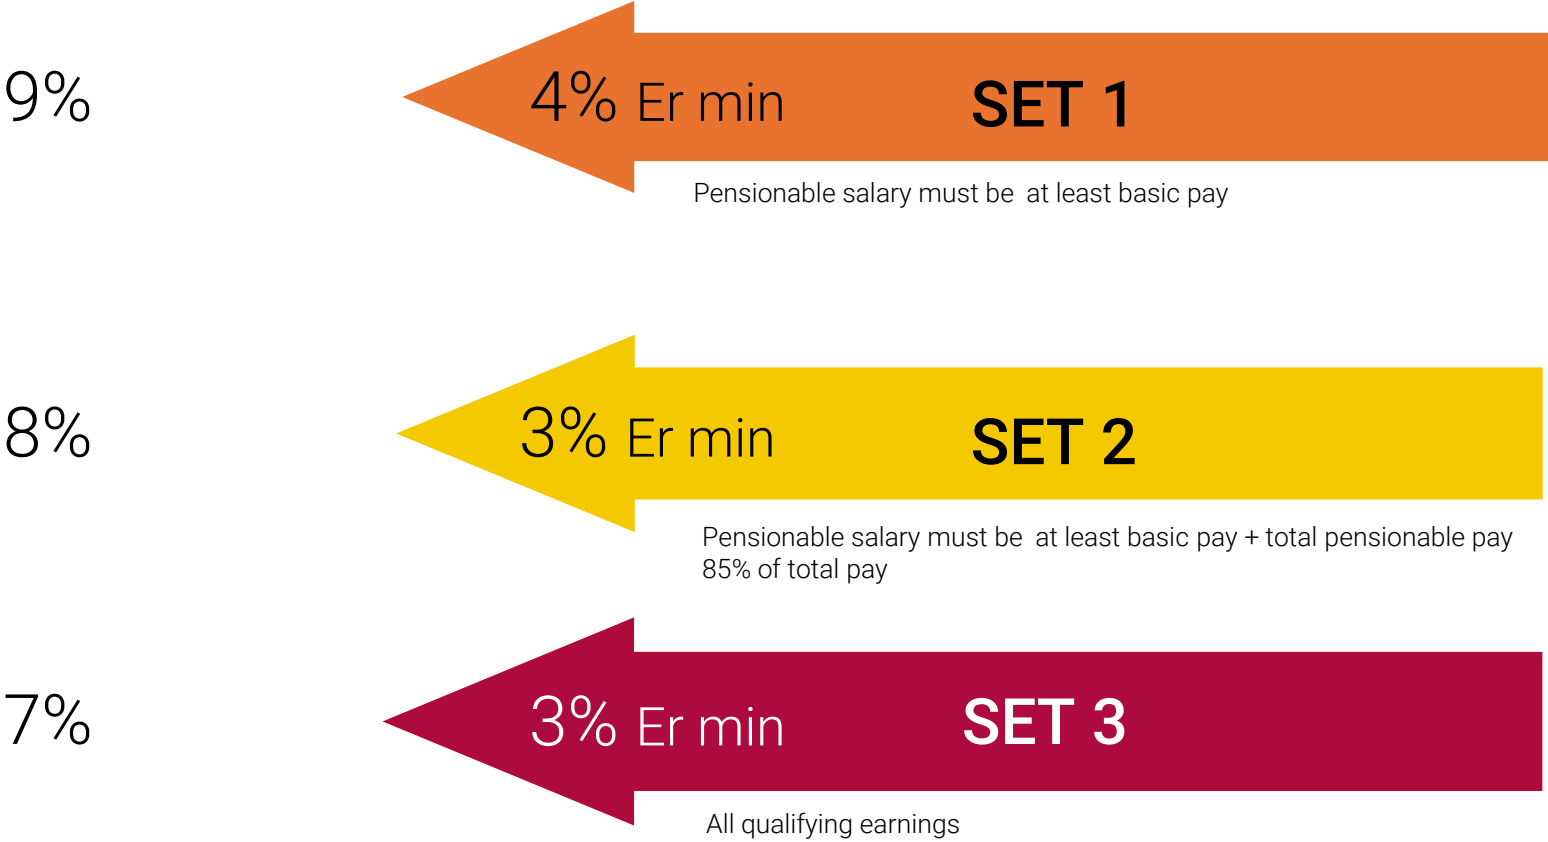 9% 4% Er min SET 1
Pensionable salary must be at least basic pay
8% 3% Er min SET 2
Pensionable salary must be at least basic pay + total pensionable pay
85% of total pay
7% 3% Er min SET 3
All qualifying earnings